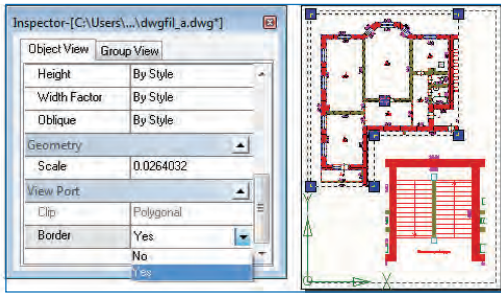 Inspector-[C:\Users\...\dwgfil_a.dwg*]
Object View Group View
Height By Style
Width Factor By Style
Oblique By Style
Geometry
Scale 0.0264032
View Port
Clip Polygonal
Border Yes
No
Yes
Y
X